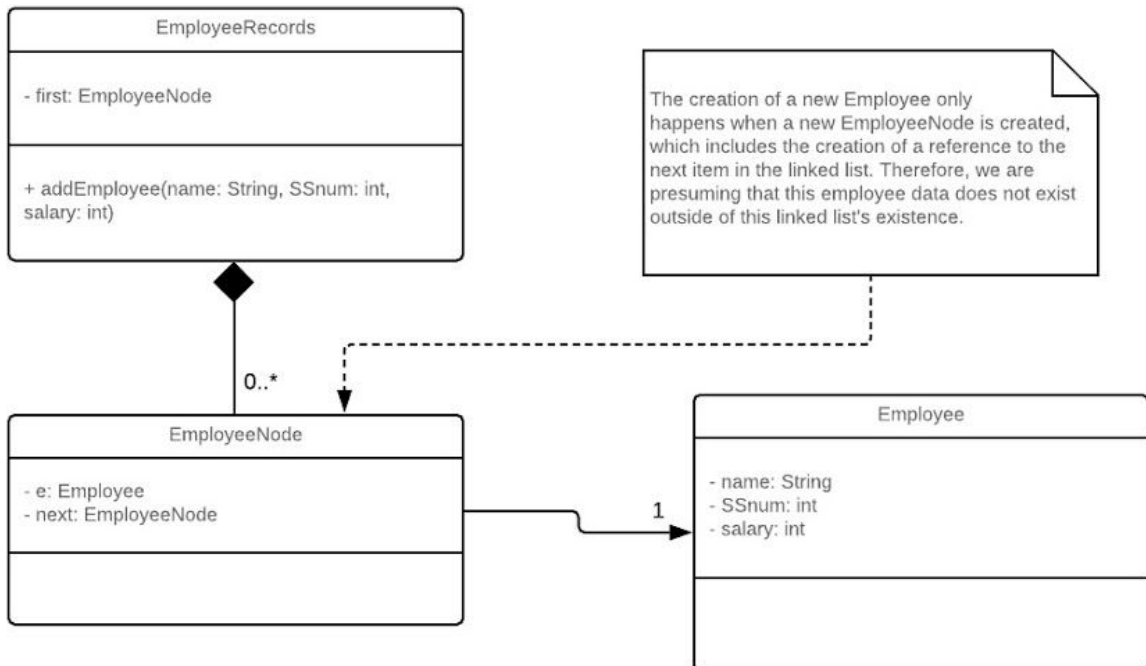 EmployeeRecords
- first: EmployeeNode
+ addEmployee(name: String, SSnum: int,
salary: int)
The creation of a new Employee only
happens when a new EmployeeNode is created,
which includes the creation of a reference to the
next item in the linked list. Therefore, we are
presuming that this employee data does not exist
outside of this linked list's existence.
0..*
EmployeeNode
- e: Employee
- next: EmployeeNode
1
Employee
- name: String
- SSnum: int
- salary: int